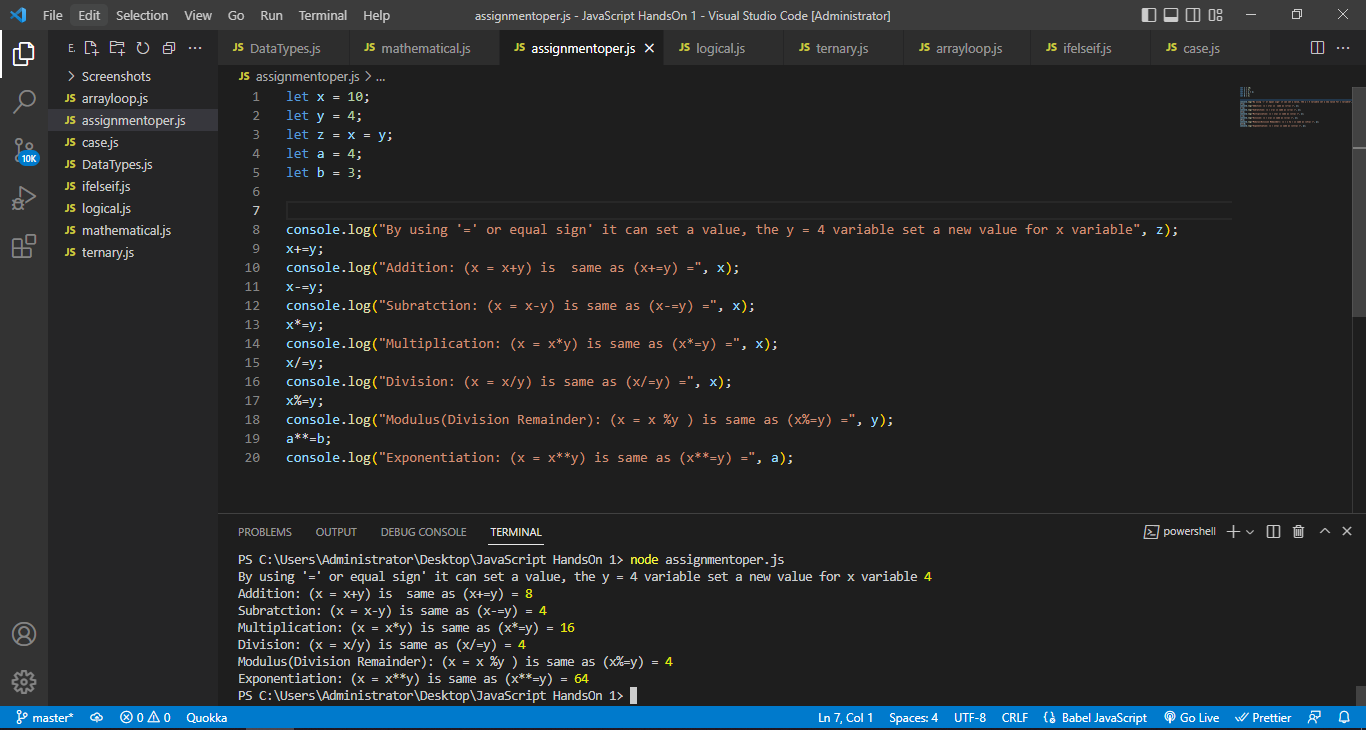 File Edit Selection View Go Run Terminal Help assignmentoper.js - JavaScript HandsOn 1 - Visual Studio Code [Administrator]
E.
JS DataTypes.js JS mathematical.js JS assignmentoper.js JS logical.js JS ternary.js JS arrayloop.js JS ifelseif.js JS case.js
JS assignmentoper.js > ...
Screenshots
JS arrayloop.js
JS assignmentoper.js
JS case.js
JS DataTypes.js
JS ifelseif.js
JS logical.js
JS mathematical.js
JS ternary.js
10K
1 let x = 10;
2 let y = 4;
3 let z = x = y;
4 let a = 4;
5 let b = 3;
6
7
8 console.log("By using '=' or equal sign' it can set a value, the y = 4 variable set a new value for x variable", z);
9 x+=y;
10 console.log("Addition: (x = x+y) is  same as (x+=y) =", x);
11 x-=y;
12 console.log("Subratction: (x = x-y) is same as (x-=y) =", x);
13 x*=y;
14 console.log("Multiplication: (x = x*y) is same as (x*=y) =", x);
15 x/=y;
16 console.log("Division: (x = x/y) is same as (x/=y) =", x);
17 x%=y;
18 console.log("Modulus(Division Remainder): (x = x %y ) is same as (x%=y) =", y);
19 a**=b;
20 console.log("Exponentiation: (x = x**y) is same as (x**=y) =", a);
PROBLEMS OUTPUT DEBUG CONSOLE TERMINAL powershell
PS C:\Users\Administrator\Desktop\JavaScript HandsOn 1> node assignmentoper.js
By using '=' or equal sign' it can set a value, the y = 4 variable set a new value for x variable 4
Addition: (x = x+y) is  same as (x+=y) = 8
Subratction: (x = x-y) is same as (x-=y) = 4
Multiplication: (x = x*y) is same as (x*=y) = 16
Division: (x = x/y) is same as (x/=y) = 4
Modulus(Division Remainder): (x = x %y ) is same as (x%=y) = 4
Exponentiation: (x = x**y) is same as (x**=y) = 64
PS C:\Users\Administrator\Desktop\JavaScript HandsOn 1>
master* 0 0 Quokka Ln 7, Col 1 Spaces: 4 UTF-8 CRLF Babel JavaScript Go Live Prettier